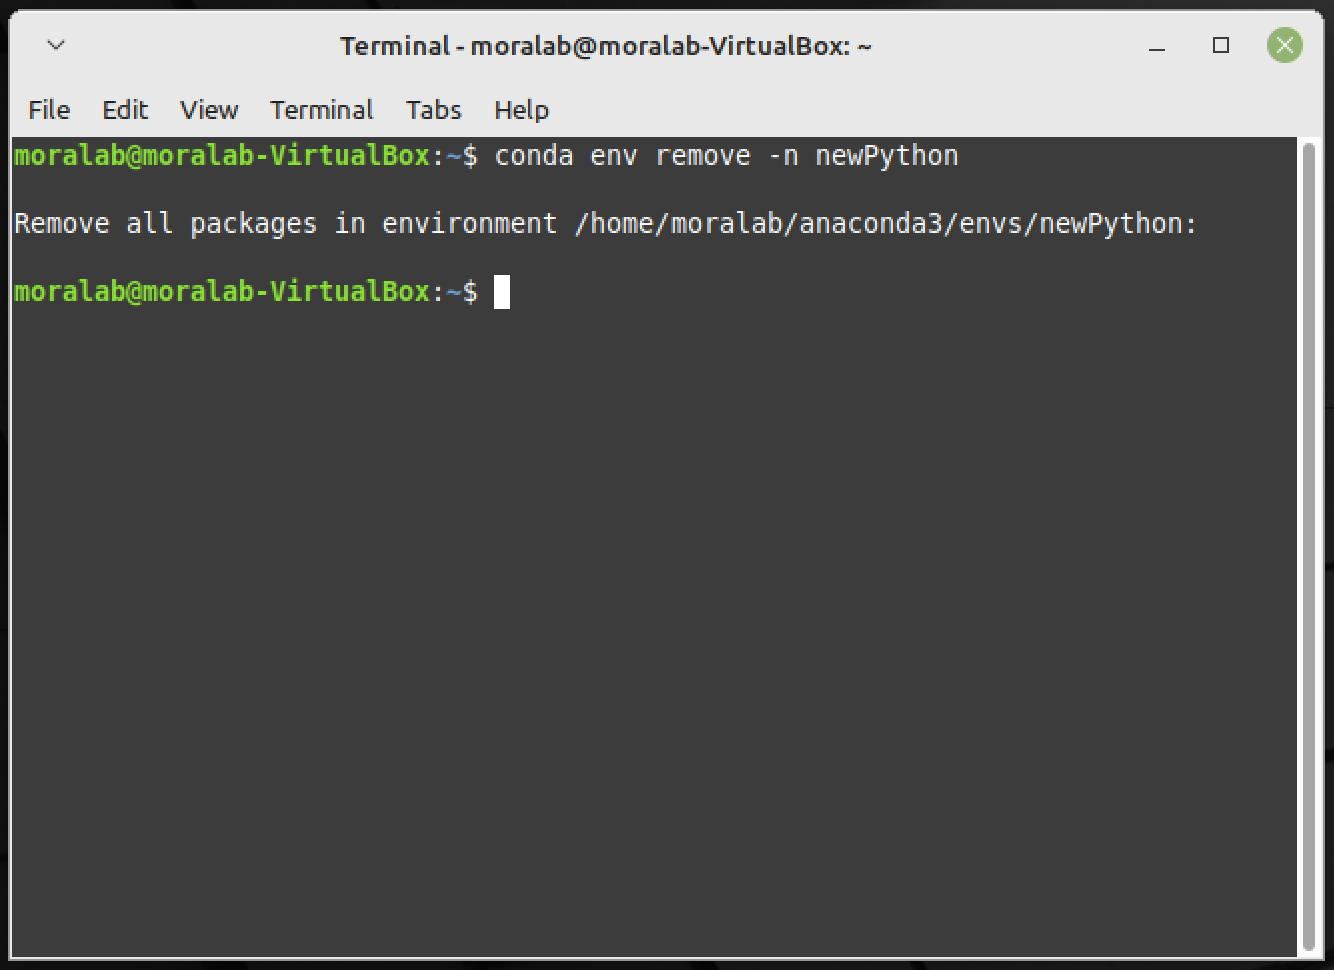 Terminal - moralab@moralab-VirtualBox: ~
File Edit View Terminal Tabs Help
moralab@moralab-VirtualBox:~$ conda env remove -n newPython
Remove all packages in environment /home/moralab/anaconda3/envs/newPython:
moralab@moralab-VirtualBox:~$